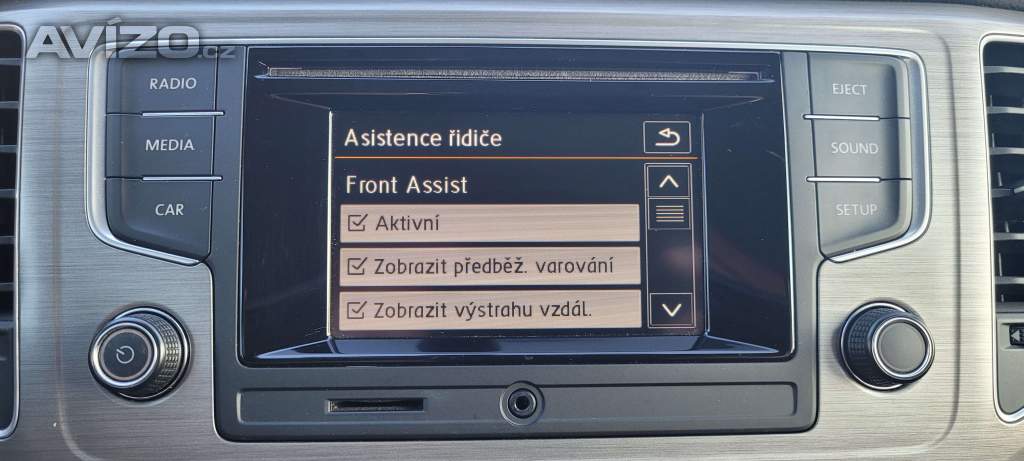 AVÍZO.cz
RADIO
MEDIA
CAR
Asistence řidiče
Front Assist
Aktivní
Zobrazit předběž. varování
Zobrazit výstrahu vzdál.
EJECT
SOUND
SETUP